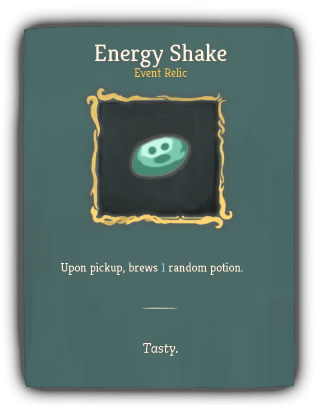 Energy Shake
Event Relic
Upon pickup, brews 1 random potion.
Tasty.